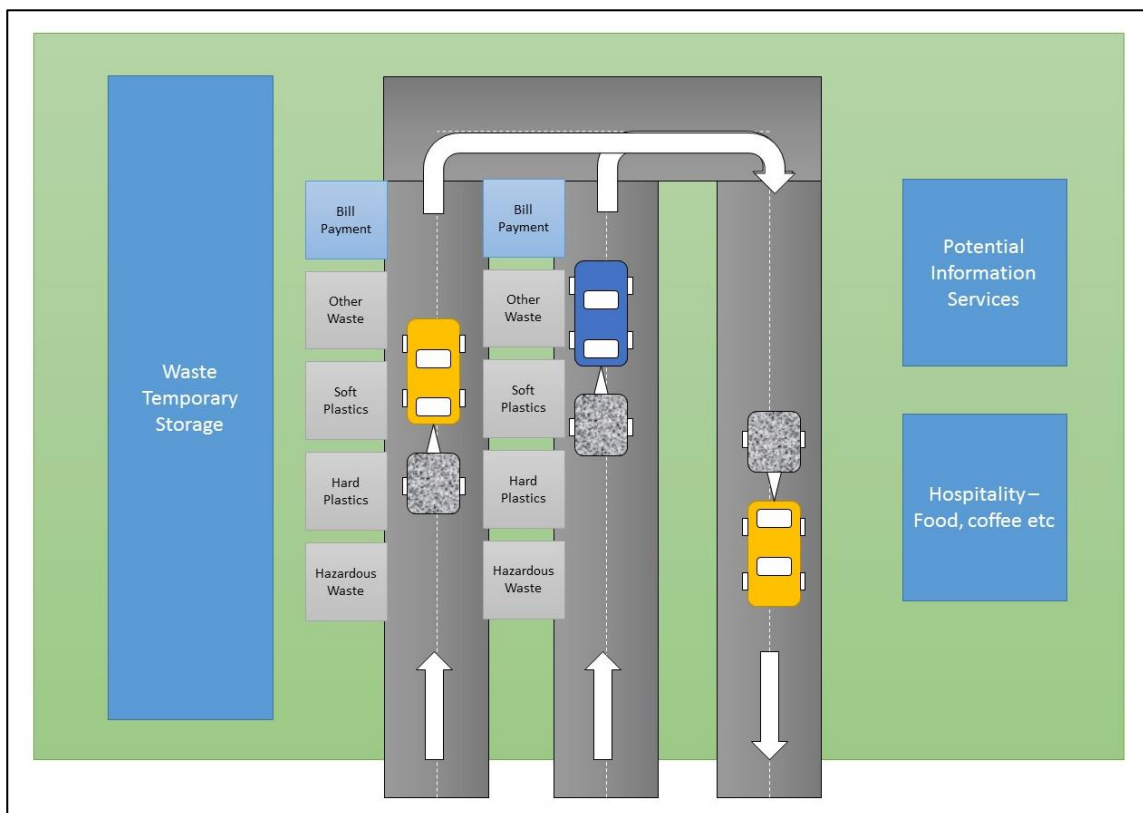 Waste
Temporary
Storage
Bill
Payment
Other
Waste
Soft
Plastics
Hard
Plastics
Hazardous
Waste
Bill
Payment
Other
Waste
Soft
Plastics
Hard
Plastics
Hazardous
Waste
Potential
Information
Services
Hospitality –
Food, coffee etc